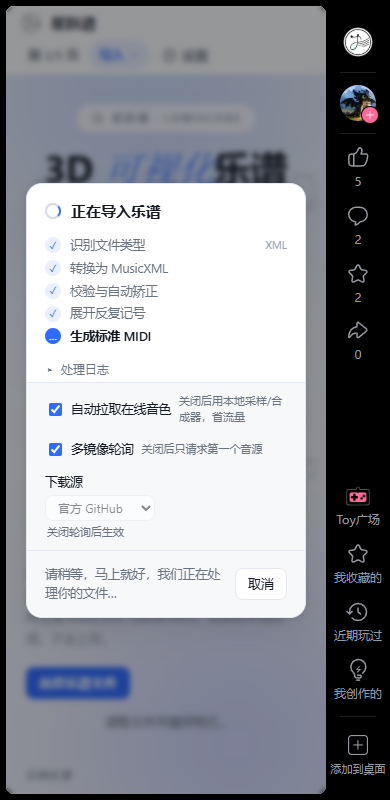 3D 可视化乐谱
正在导入乐谱
✓ 识别文件类型 XML
✓ 转换为 MusicXML
✓ 校验与自动矫正
✓ 展开反复记号
... 生成标准 MIDI
▸ 处理日志
自动拉取在线音色 关闭后用本地采样/合
成器，省流量
多镜像轮询 关闭后只请求第一个音源
下载源
官方 GitHub
关闭轮询后生效
请稍等，马上就好，我们正在处
理你的文件...
取消
5
2
2
0
Toy广场
我收藏的
近期玩过
我创作的
添加到桌面